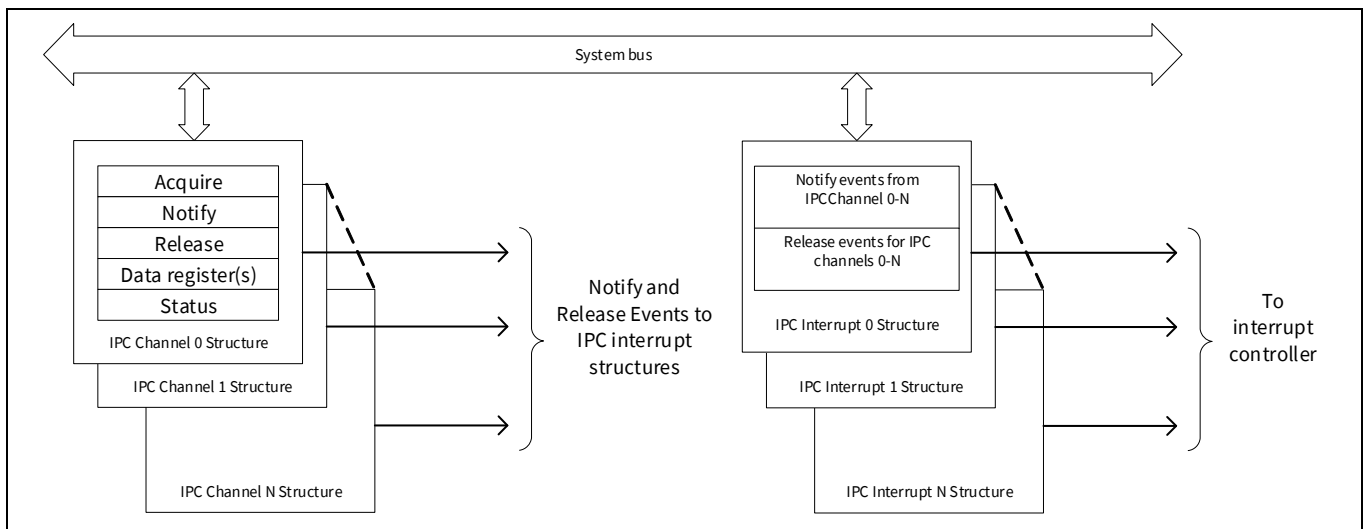 System bus
Acquire
Notify
Release
Data register(s)
Status
IPC Channel 0 Structure
IPC Channel 1 Structure
IPC Channel N Structure
Notify and
Release Events to
IPC interrupt
structures
Notify events from
IPCChannel 0-N
Release events for IPC
channels 0-N
IPC Interrupt 0 Structure
IPC Interrupt 1 Structure
IPC Interrupt N Structure
To
interrupt
controller